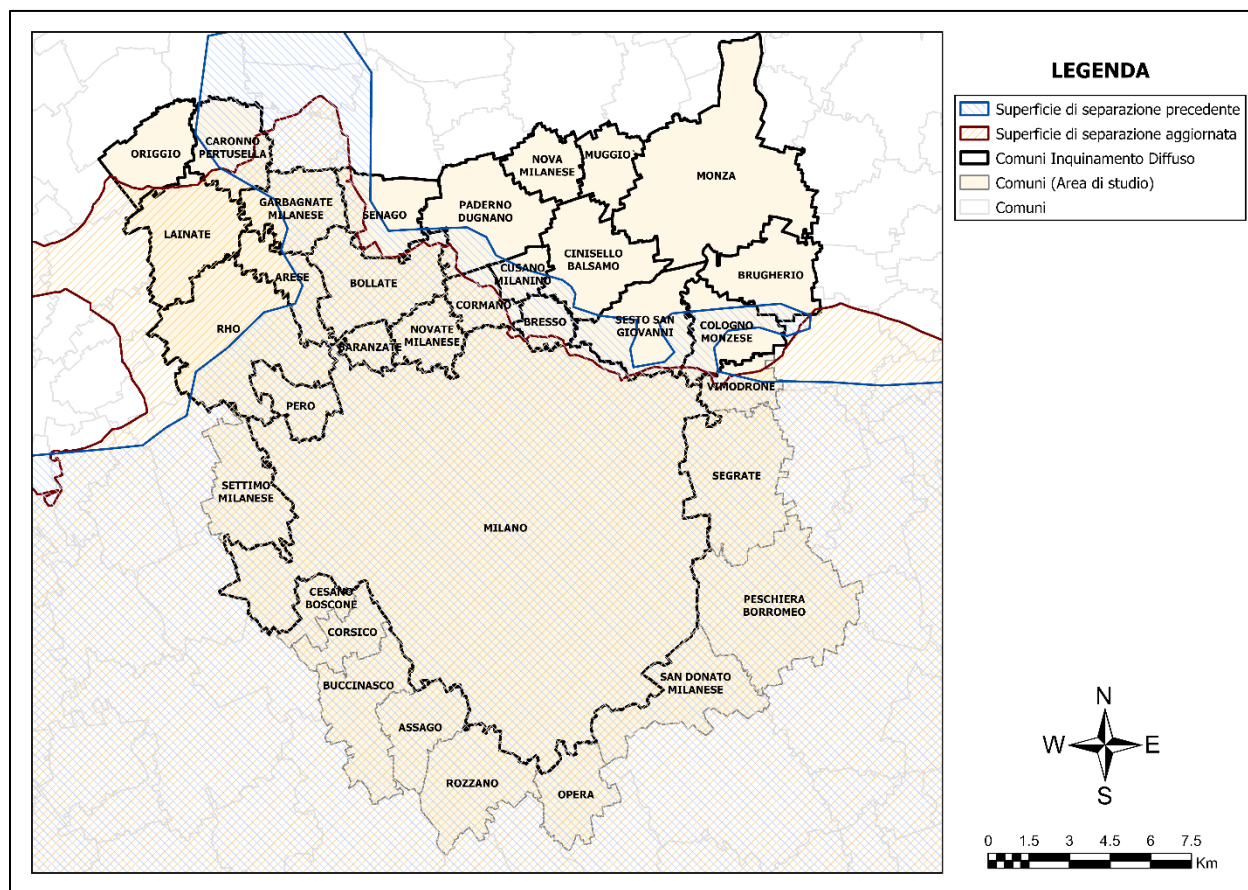 LEGENDA
Superficie di separazione precedente
Superficie di separazione aggiornata
Comuni Inquinamento Diffuso
Comuni (Area di studio)
Comuni
ORIGGIO
CARONNO
PERTUSELLA
NOVA
MILANESE
MUGGIO
MONZA
GARBAGNATE
MILANESE
SENAGO
PADERNO
DUGNANO
LAINATE
CINISELLO
BALSAMO
BRUGHERIO
ARESE
BOLLATE
CUSANO
MILANINO
CORMANO
RHO
BRESSO
SESTO SAN
GIOVANNI
COLOGNO
MONZESE
BARANZATE
NOVATE
MILANESE
VIMODRONE
PERO
SEGRATE
SETTIMO
MILANESE
MILANO
CESANO
BOSCONE
CORSICO
PESCHIERA
BORROMEO
BUCCINASCO
SAN DONATO
MILANESE
ASSAGO
ROZZANO
OPERA
N
W
E
S
0 1.5 3 4.5 6 7.5
Km